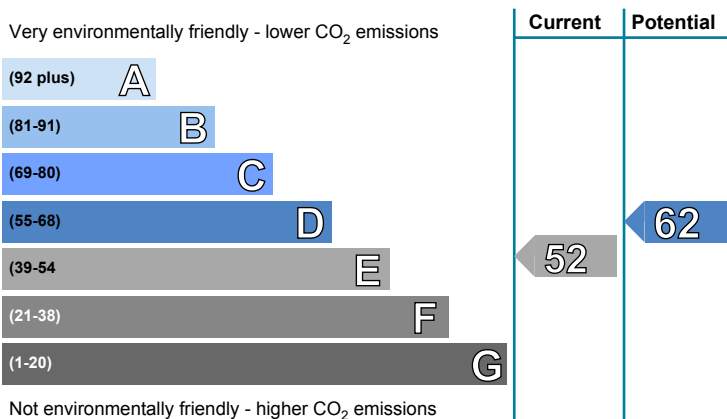 Very environmentally friendly - lower CO2 emissions
Current
Potential
(92 plus) A
(81-91) B
(69-80) C
(55-68) D
62
(39-54 E
52
(21-38) F
(1-20) G
Not environmentally friendly - higher CO2 emissions